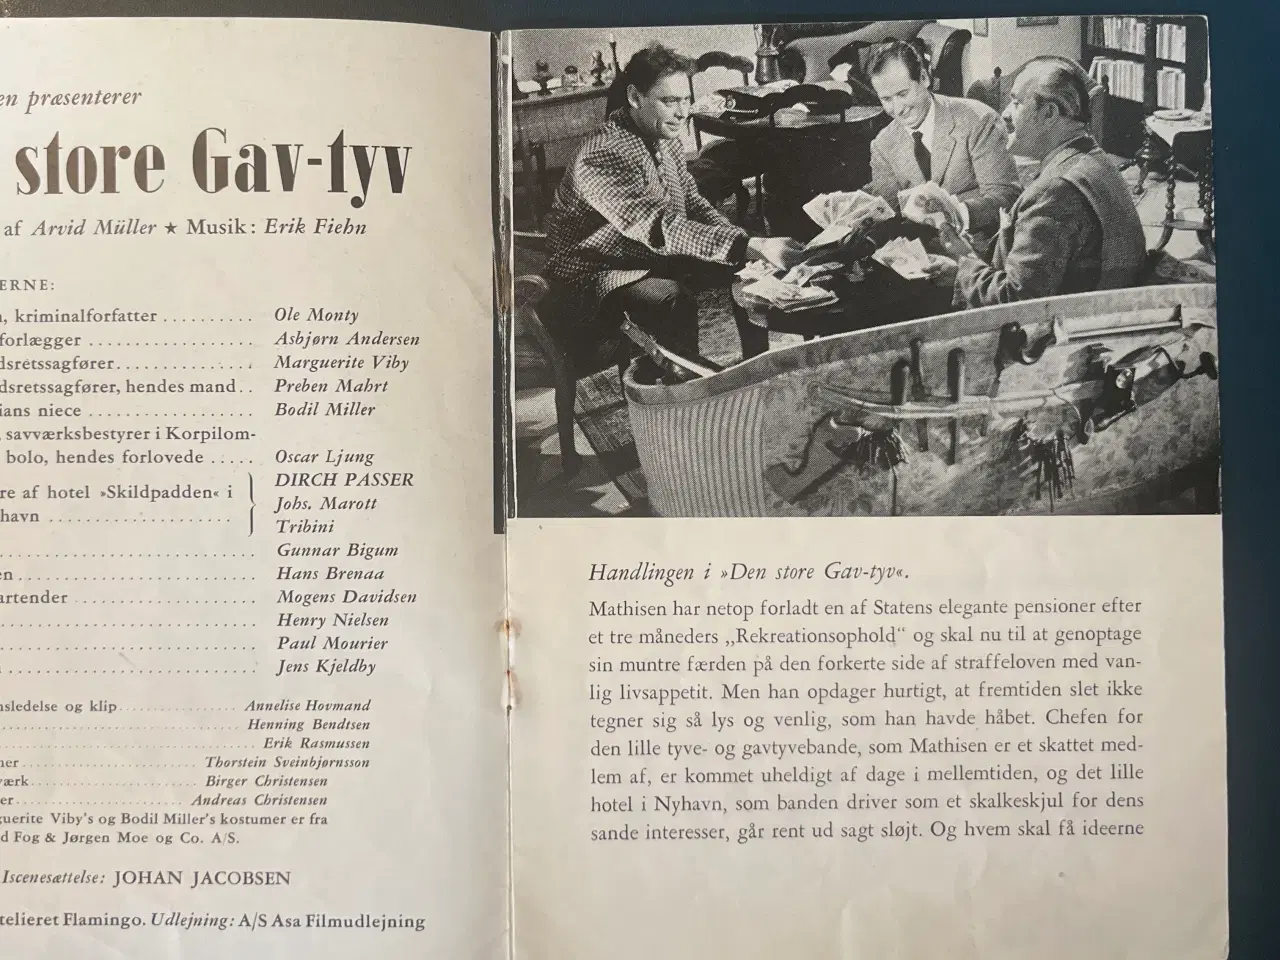 en præsenterer
store Gav-tyv
af Arvid Müller ★ Musik: Erik Fiehn
ERNE:
, kriminalforfatter .......... Ole Monty
forlægger .................. Asbjørn Andersen
dsretssagfører............... Marguerite Viby
dsretssagfører, hendes mand.. Preben Mahrt
ians niece .................. Bodil Miller
, savværksbestyrer i Korpilom-
bolo, hendes forlovede ..... Oscar Ljung
DIRCH PASSER
re af hotel »Skildpadden« i
Johs. Marott
havn ....................
Tribini
Gunnar Bigum
en .......................... Hans Brenaa
artender .................... Mogens Davidsen
Henry Nielsen
Paul Mourier
Jens Kjeldby
nsledelse og klip................ Annelise Hovmand
Henning Bendtsen
Erik Rasmussen
ner ....................... Thorstein Sveinbjørnsson
værk....................... Birger Christensen
er......................... Andreas Christensen
guerite Viby's og Bodil Miller's kostumer er fra
d Fog & Jørgen Moe og Co. A/S.
Iscenesættelse: JOHAN JACOBSEN
telieret Flamingo. Udlejning: A/S Asa Filmudlejning
Handlingen i »Den store Gav-tyv«.
Mathisen har netop forladt en af Statens elegante pensioner efter
et tre måneders „Rekreationsophold“ og skal nu til at genoptage
sin muntre færden på den forkerte side af straffeloven med van-
lig livsappetit. Men han opdager hurtigt, at fremtiden slet ikke
tegner sig så lys og venlig, som han havde håbet. Chefen for
den lille tyve- og gavtyvebande, som Mathisen er et skattet med-
lem af, er kommet uheldigt af dage i mellemtiden, og det lille
hotel i Nyhavn, som banden driver som et skalkeskjul for dens
sande interesser, går rent ud sagt sløjt. Og hvem skal få ideerne